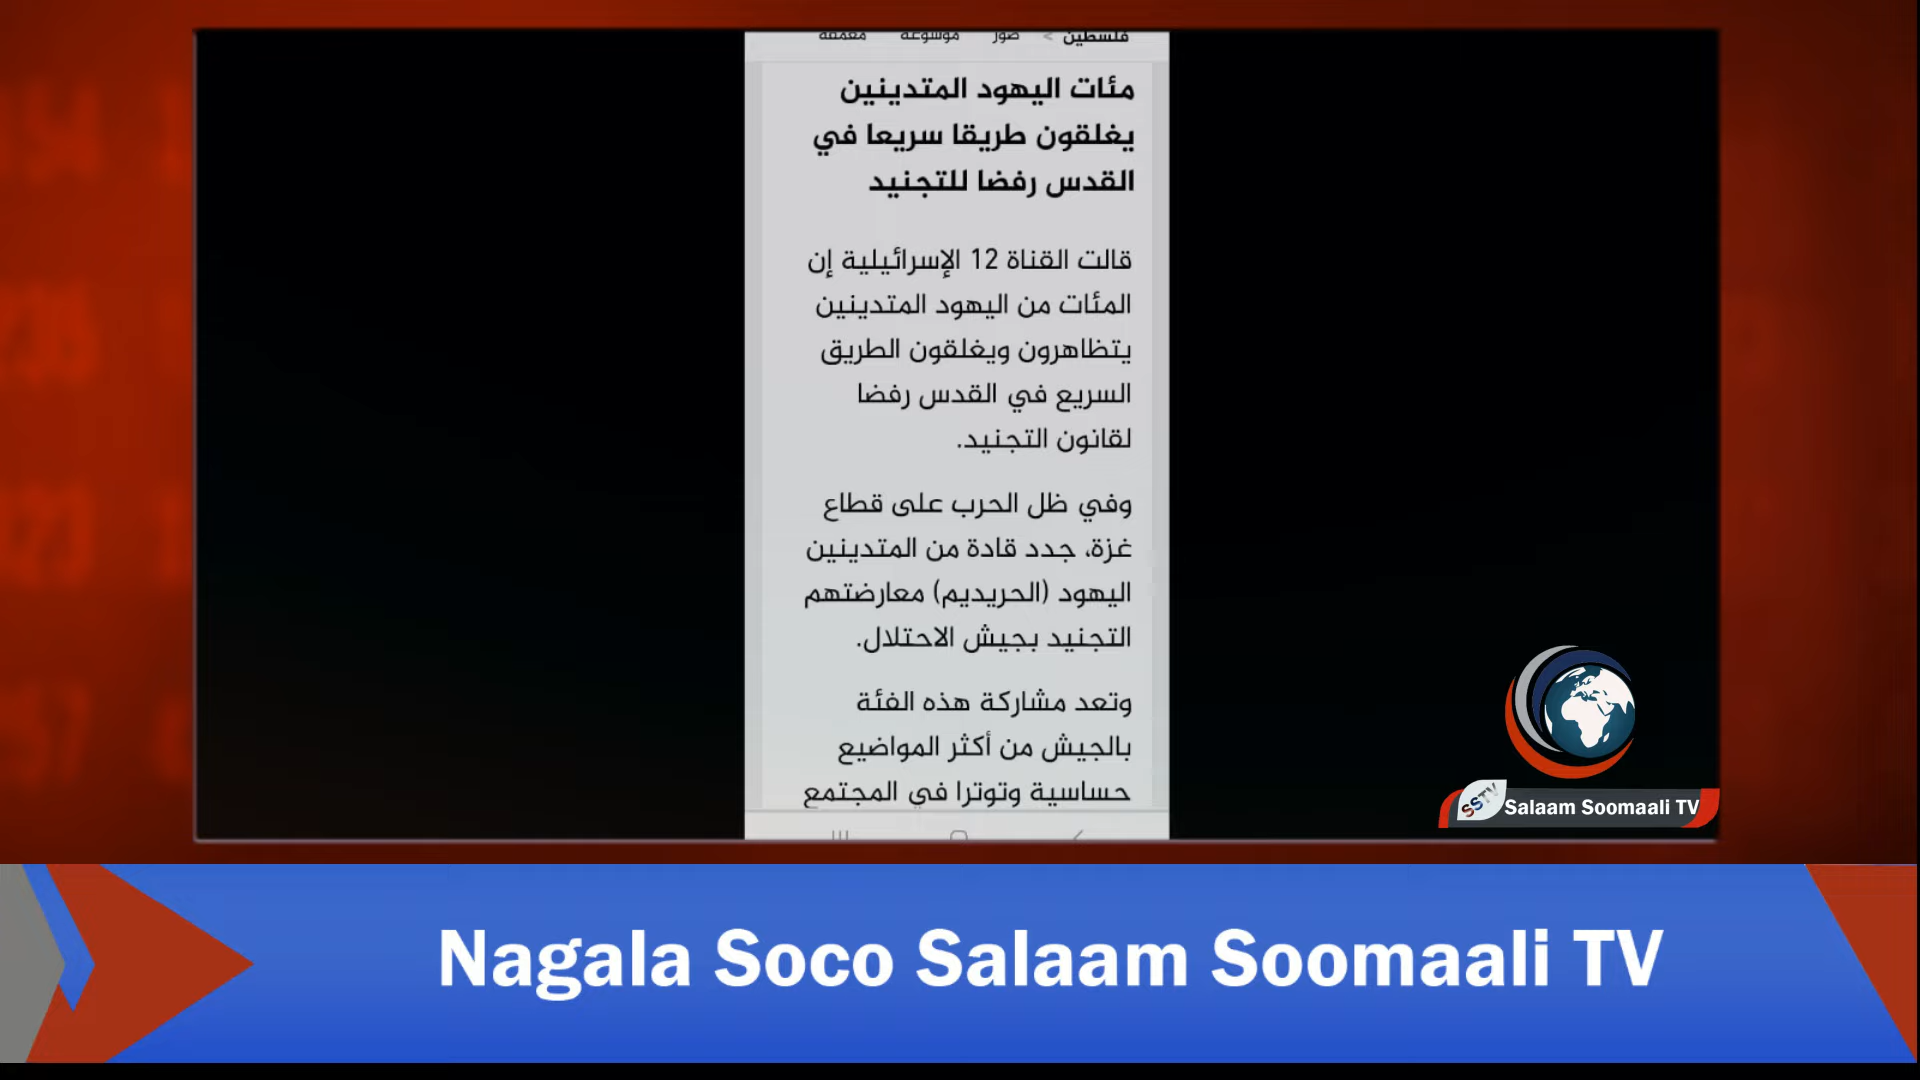 فلسطين > صور موسوعة معمقة
مئات اليهود المتدينين
يغلقون طريقا سريعا في
القدس رفضا للتجنيد
قالت القناة 12 الإسرائيلية إن
المئات من اليهود المتدينين
يتظاهرون ويغلقون الطريق
السريع في القدس رفضا
لقانون التجنيد.
وفي ظل الحرب على قطاع
غزة، جدد قادة من المتدينين
اليهود (الحريديم) معارضتهم
التجنيد بجيش الاحتلال.
وتعد مشاركة هذه الفئة
بالجيش من أكثر المواضيع
حساسية وتوترا في المجتمع
SSTV Salaam Soomaali TV
Nagala Soco Salaam Soomaali TV